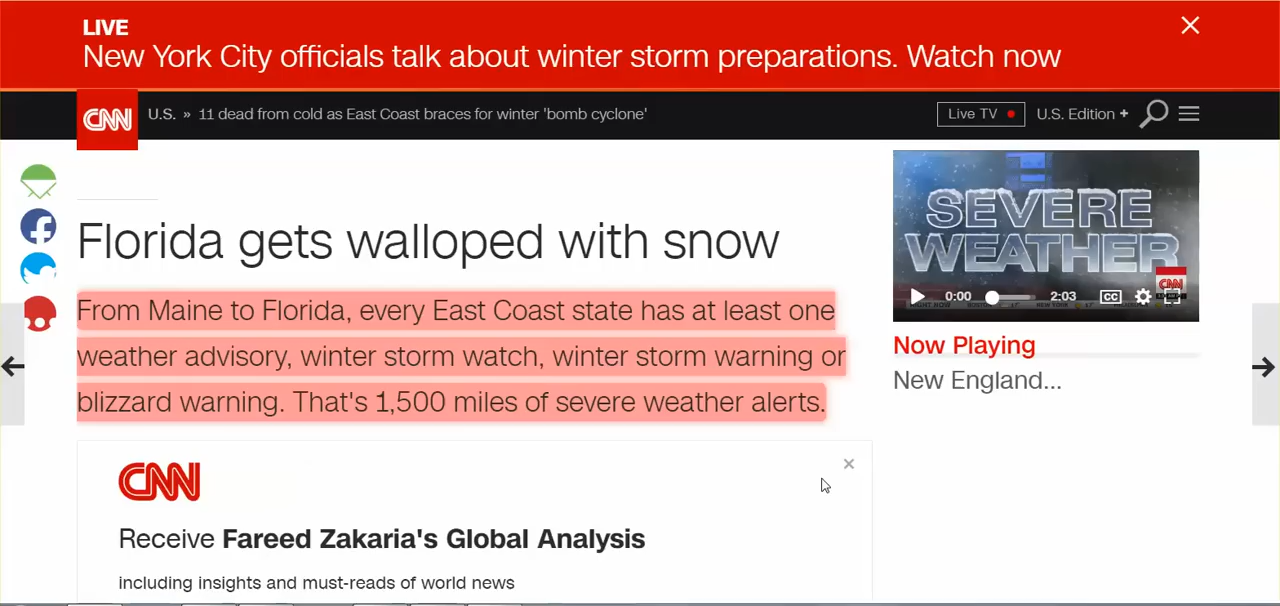 LIVE
New York City officials talk about winter storm preparations. Watch now
CNN
U.S. » 11 dead from cold as East Coast braces for winter 'bomb cyclone'
Live TV
U.S. Edition +
Florida gets walloped with snow
From Maine to Florida, every East Coast state has at least one
weather advisory, winter storm watch, winter storm warning or
blizzard warning. That's 1,500 miles of severe weather alerts.
SEVERE
WEATHER
CNN
0:00
2:03
CC
Now Playing
New England...
CNN
Receive Fareed Zakaria's Global Analysis
including insights and must-reads of world news